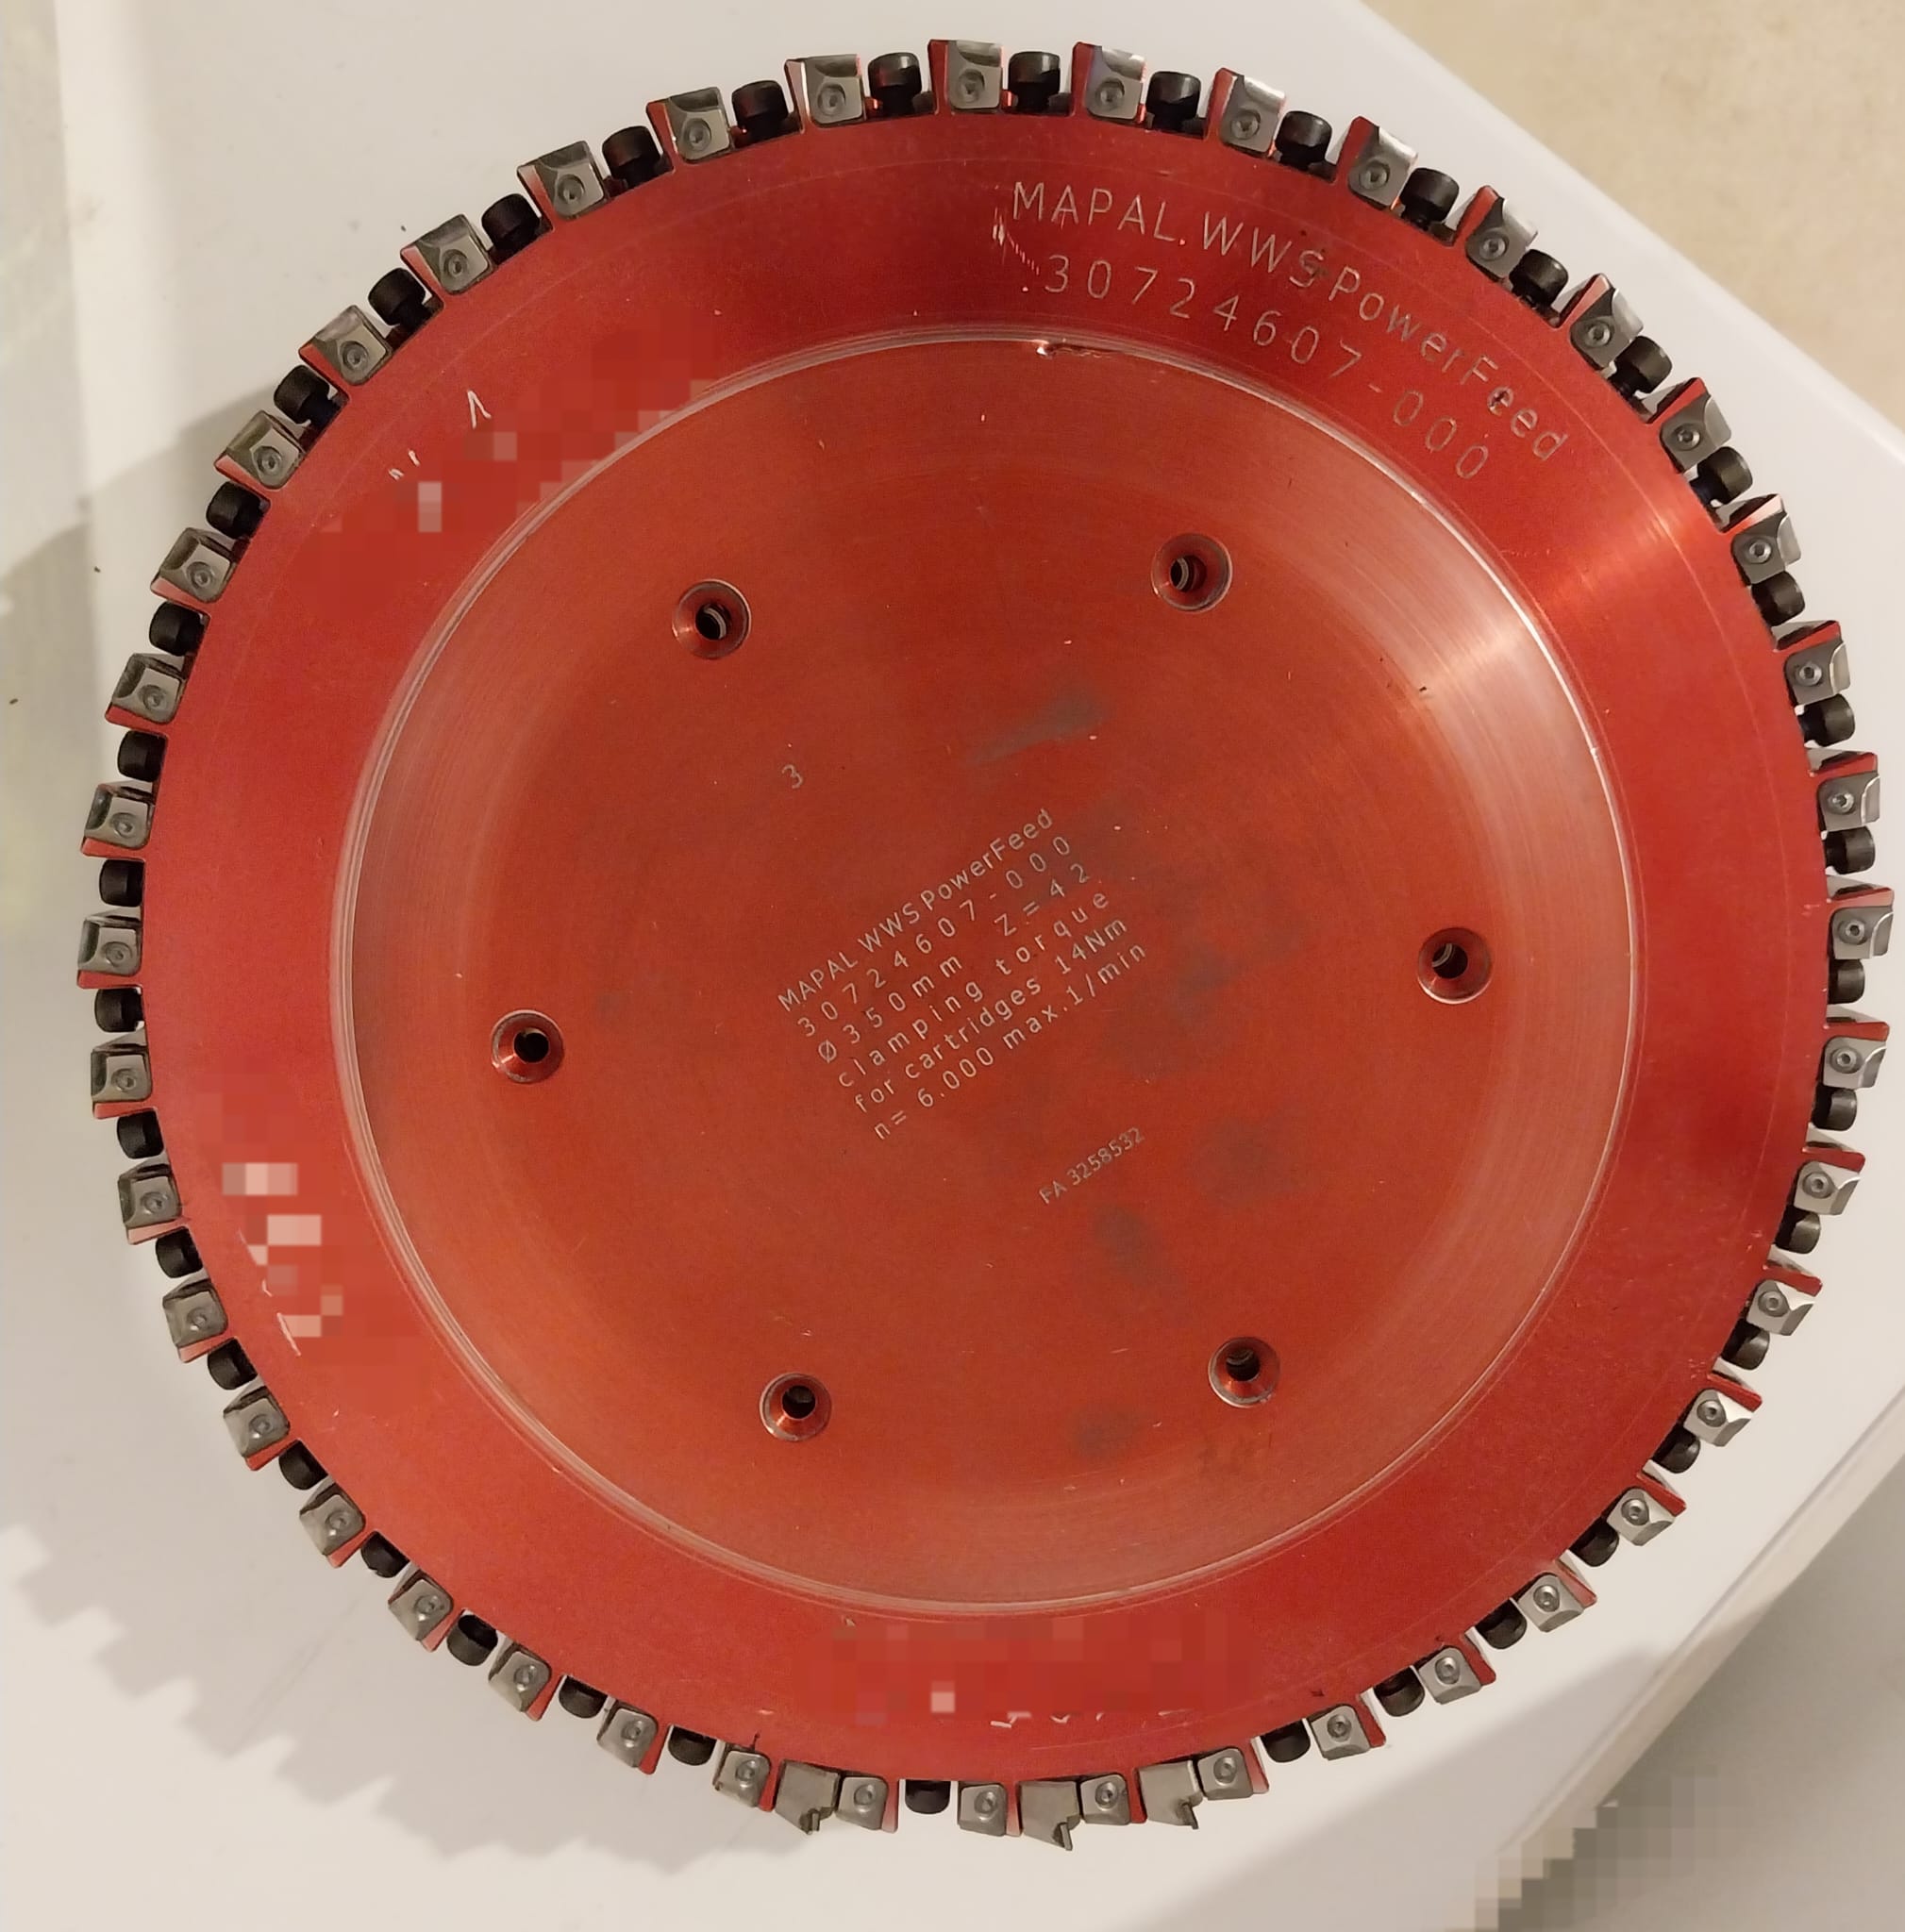 MAPAL WWS PowerFeed
30724607-000
3
MAPAL WWS PowerFeed
30724607-000
Ø350mm Z=42
clamping torque
for cartridges 14Nm
n= 6.000 max.1/min
FA 3258532